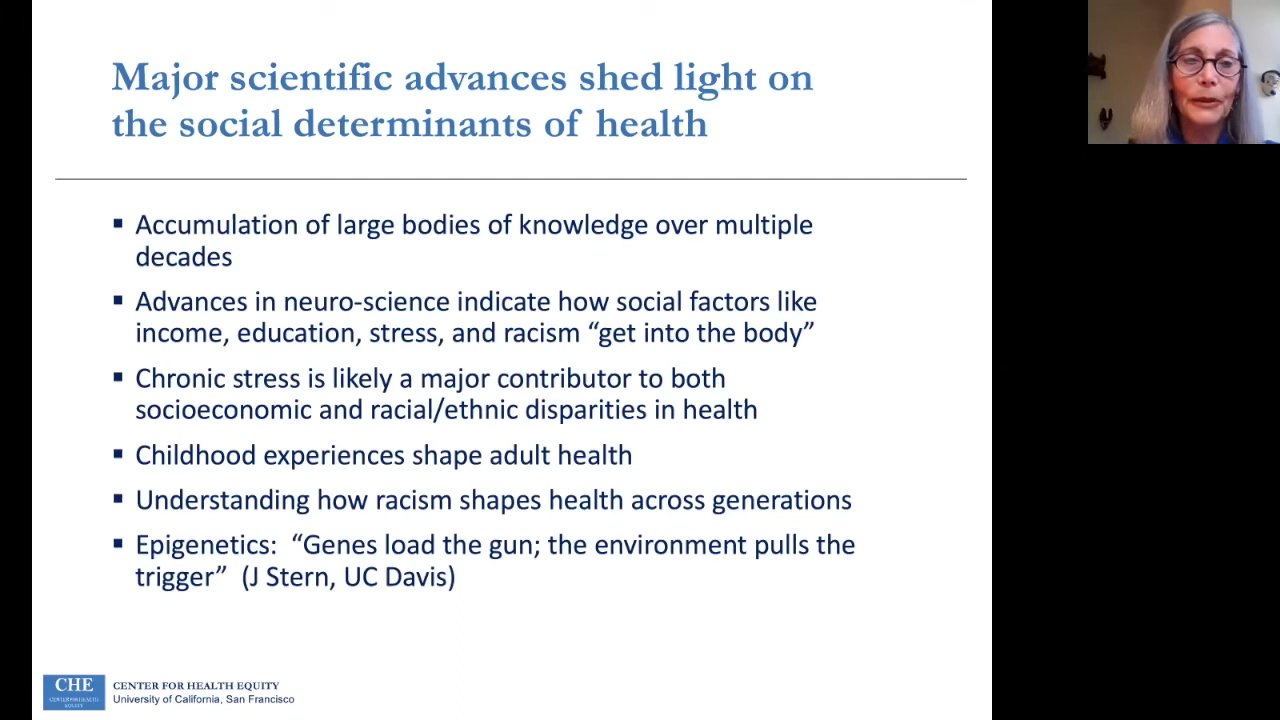 Major scientific advances shed light on
the social determinants of health
▪ Accumulation of large bodies of knowledge over multiple
decades
▪ Advances in neuro-science indicate how social factors like
income, education, stress, and racism “get into the body”
▪ Chronic stress is likely a major contributor to both
socioeconomic and racial/ethnic disparities in health
▪ Childhood experiences shape adult health
▪ Understanding how racism shapes health across generations
▪ Epigenetics:  “Genes load the gun; the environment pulls the
trigger”  (J Stern, UC Davis)
CHE
CENTER FOR HEALTH
EQUITY
CENTER FOR HEALTH EQUITY
University of California, San Francisco